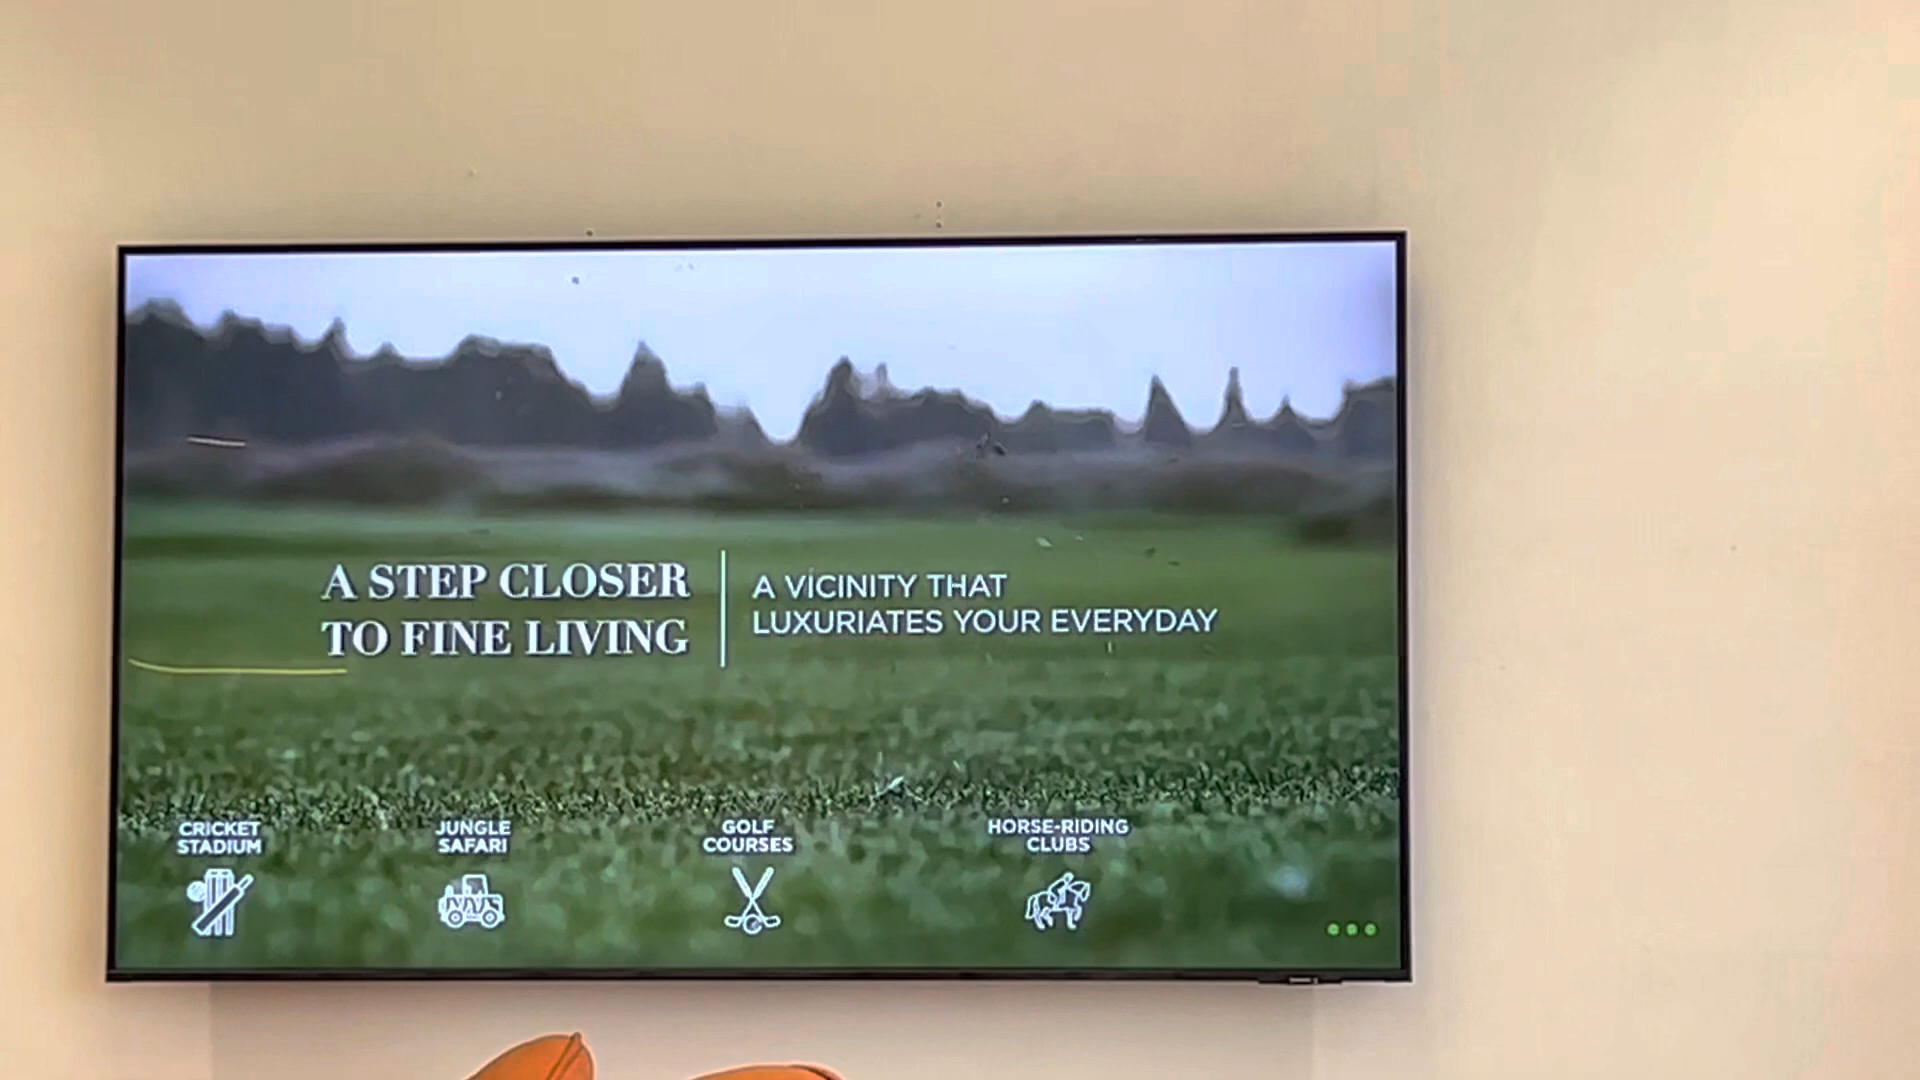 A STEP CLOSER
TO FINE LIVING
A VICINITY THAT
LUXURIATES YOUR EVERYDAY
CRICKET
STADIUM
JUNGLE
SAFARI
GOLF
COURSES
HORSE-RIDING
CLUBS